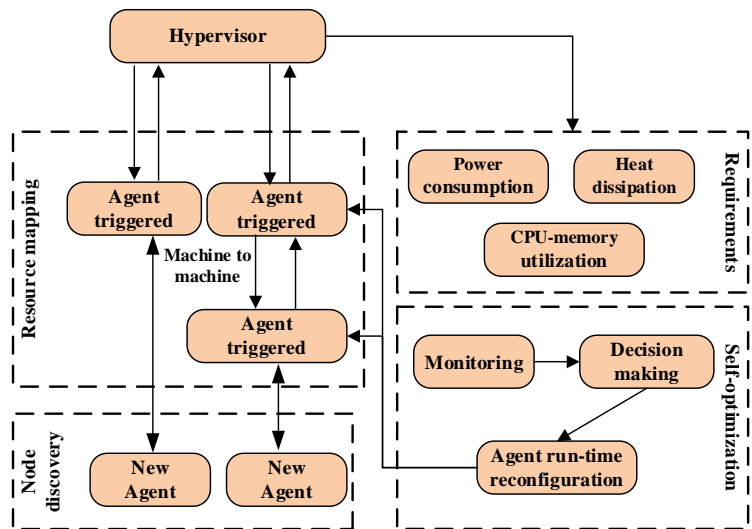 Hypervisor
Resource mapping
Agent
triggered
Agent
triggered
Machine to
machine
Agent
triggered
Node
discovery
New
Agent
New
Agent
Requirements
Power
consumption
Heat
dissipation
CPU-memory
utilization
Self-optimization
Monitoring
Decision
making
Agent run-time
reconfiguration